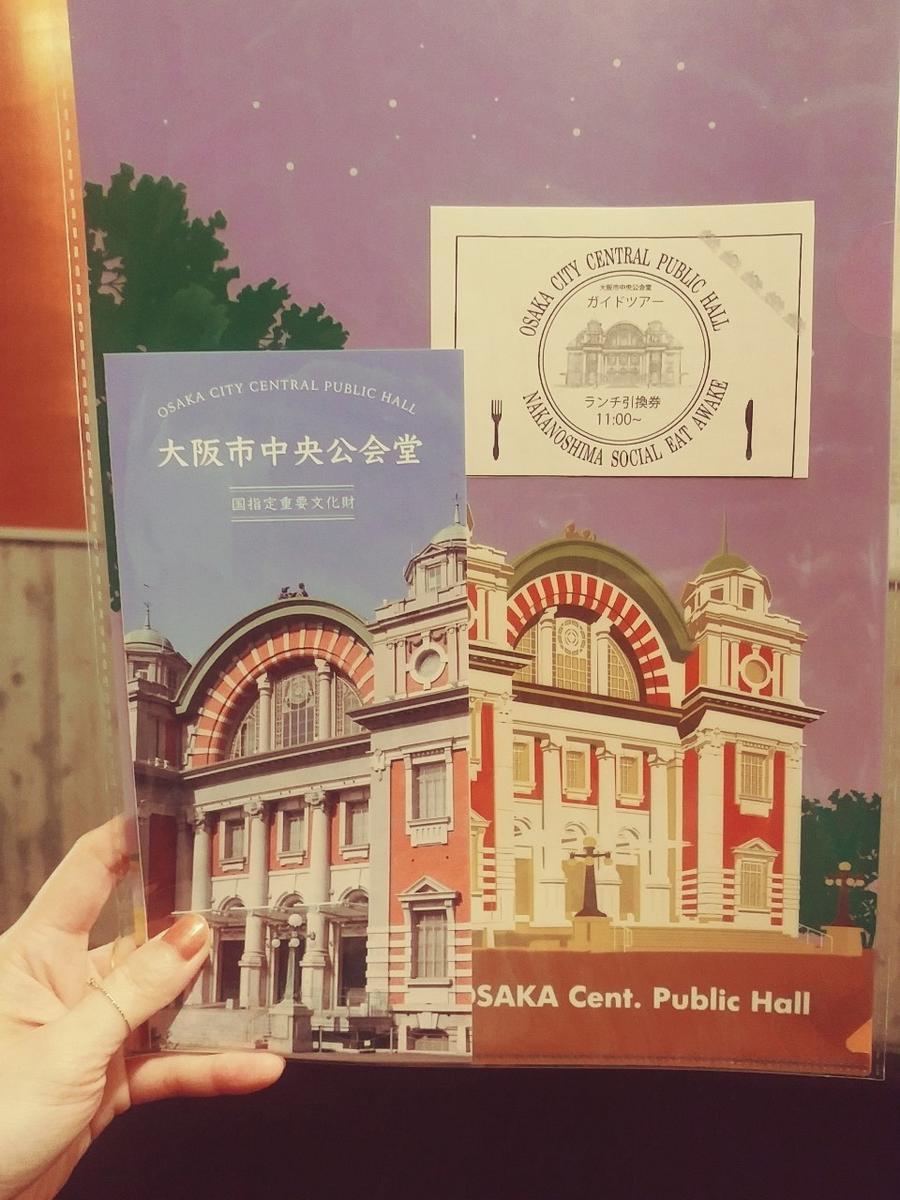 OSAKA CITY CENTRAL PUBLIC HALL
大阪市中央公会堂
ガイドツアー
ランチ引換券
11:00~
NAKANOSHIMA SOCIAL EAT AWAKE
OSAKA CITY CENTRAL PUBLIC HALL
大阪市中央公会堂
国指定重要文化財
OSAKA Cent. Public Hall